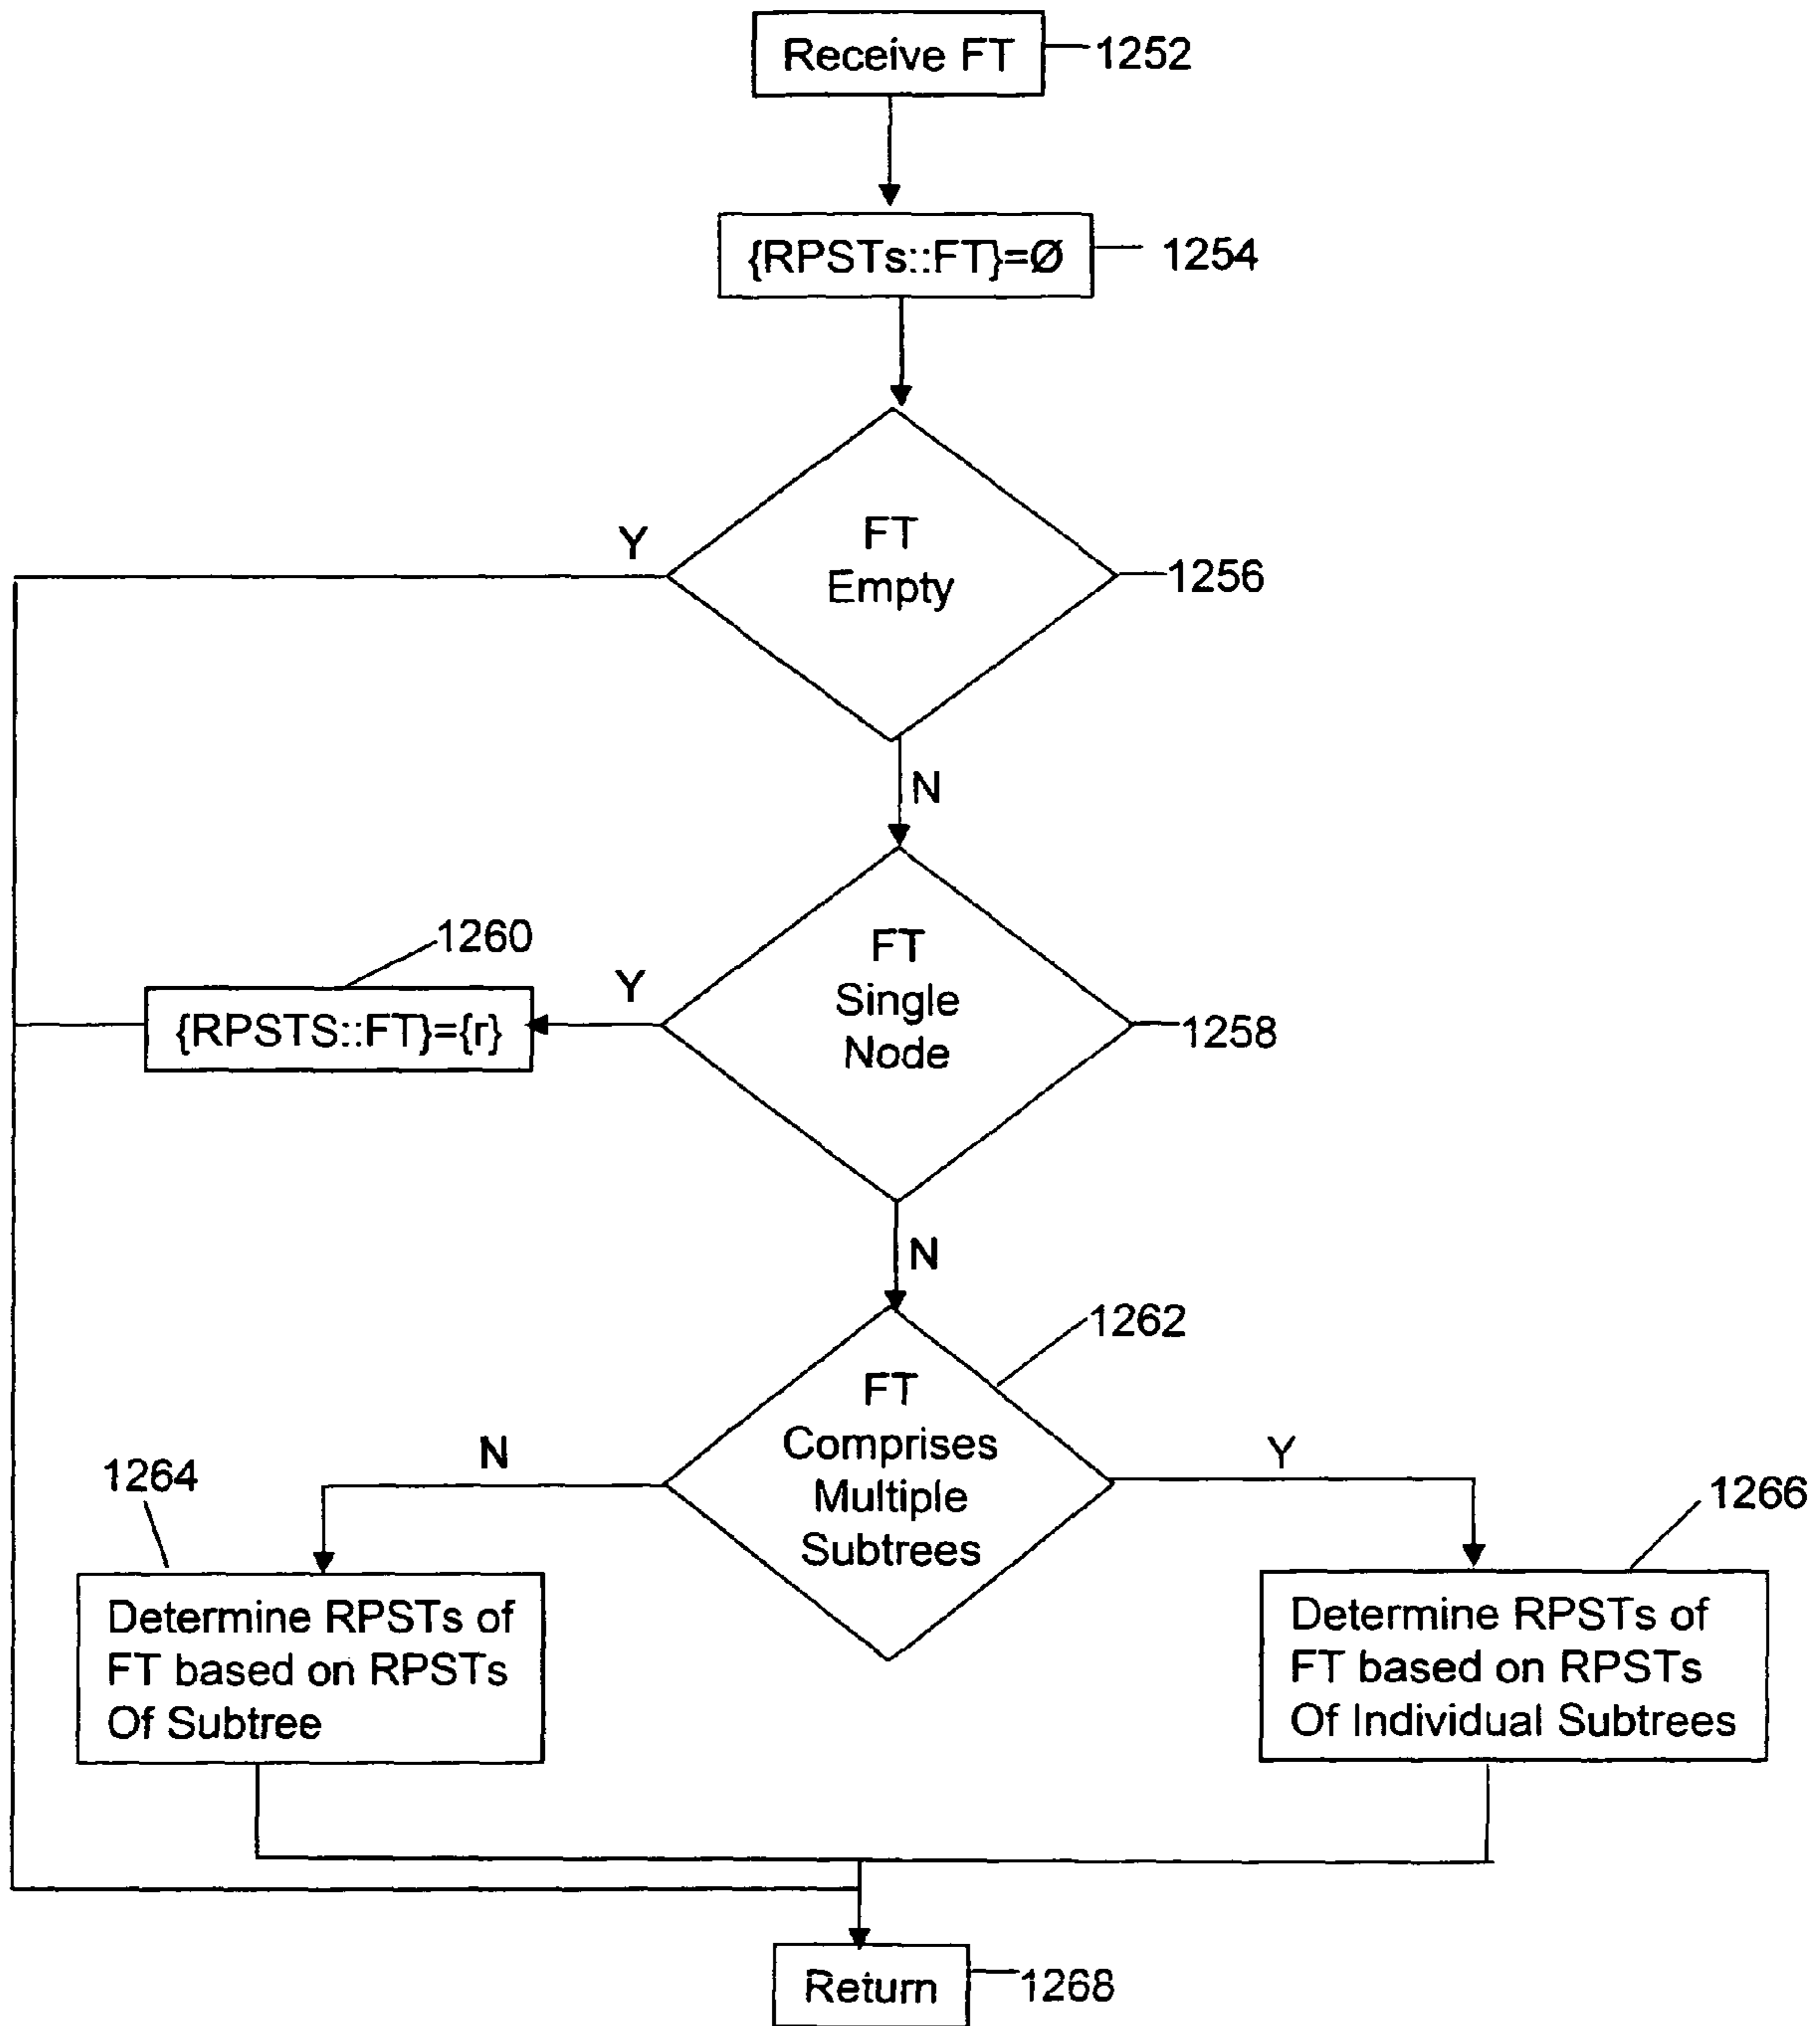 Receive FT
1252
{RPSTs::FT}=Ø
1254
FT
Empty
1256
Y
N
FT
Single
Node
1258
Y
1260
{RPSTS::FT}={r}
N
FT
Comprises
Multiple
Subtrees
1262
N
Y
1264
Determine RPSTs of
FT based on RPSTs
Of Subtree
1266
Determine RPSTs of
FT based on RPSTs
Of Individual Subtrees
Return
1268